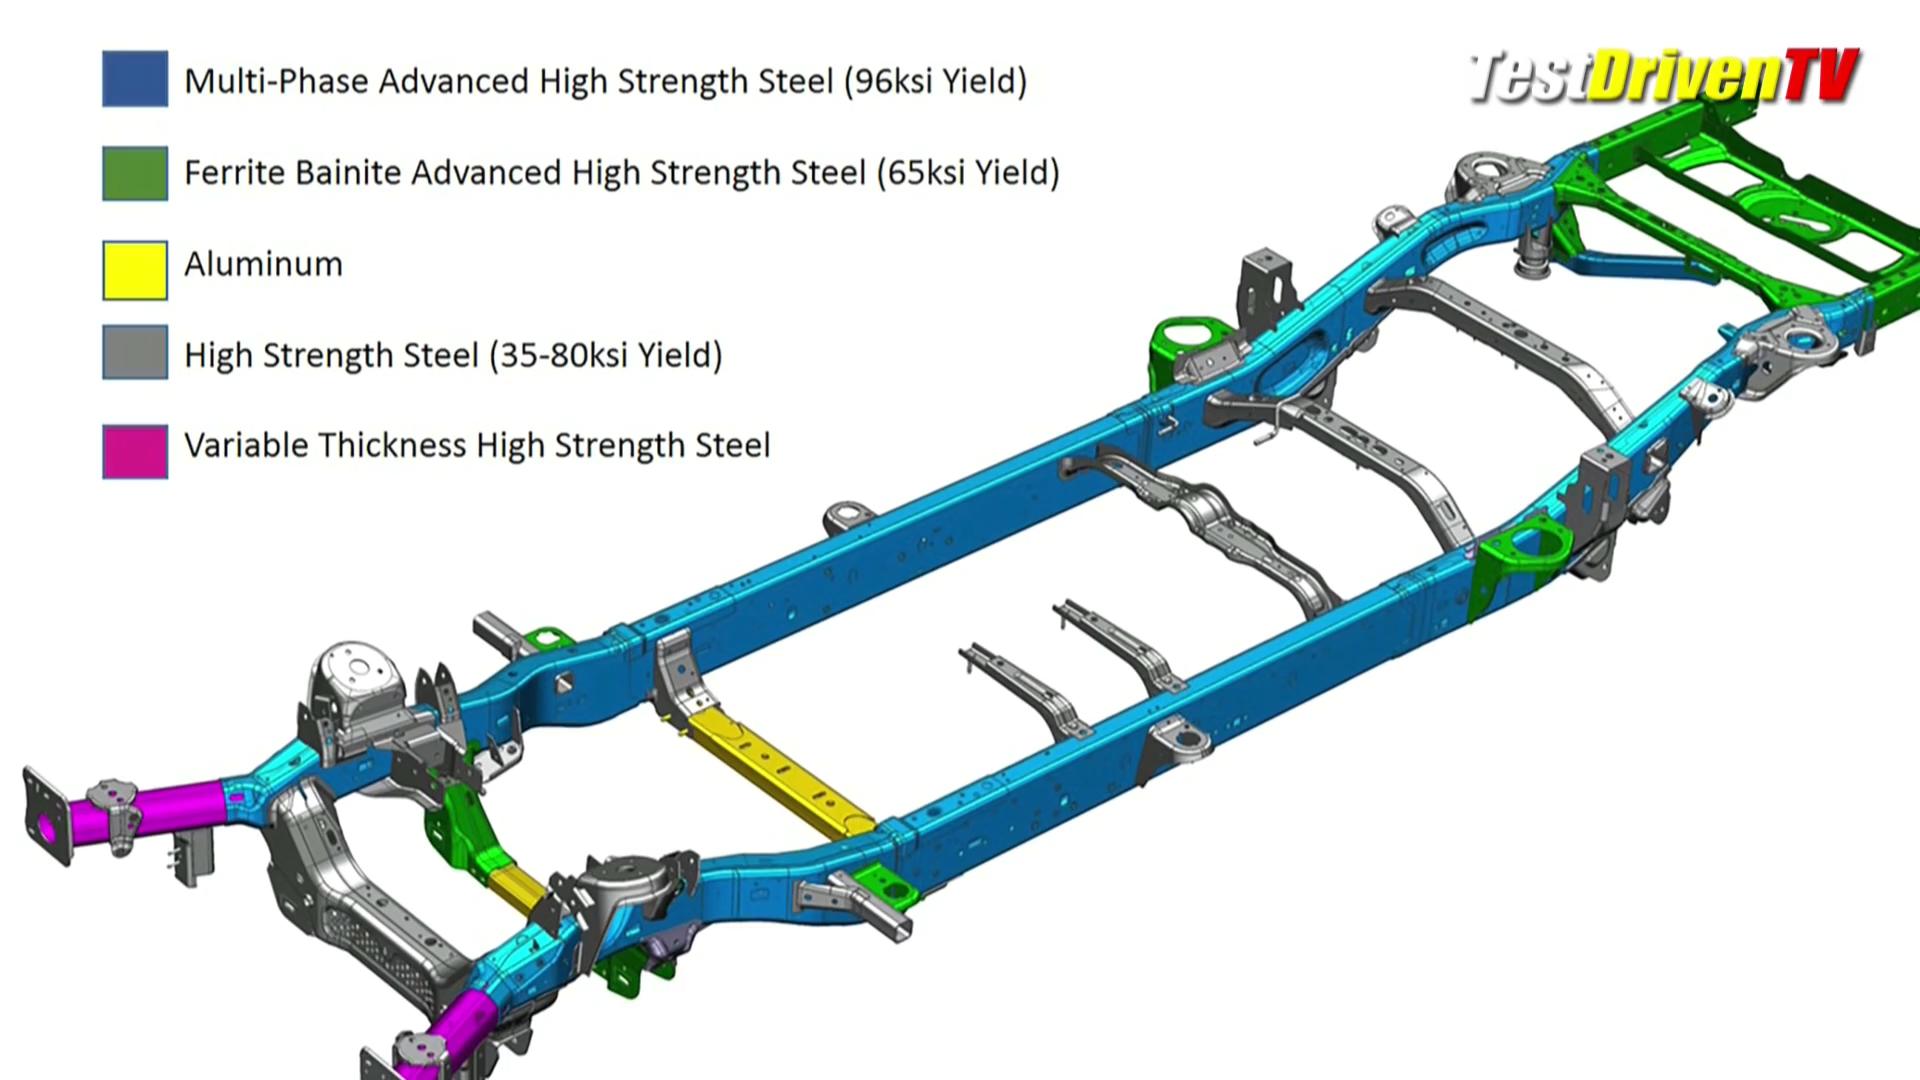 TestDrivenTV
Multi-Phase Advanced High Strength Steel (96ksi Yield)
Ferrite Bainite Advanced High Strength Steel (65ksi Yield)
Aluminum
High Strength Steel (35-80ksi Yield)
Variable Thickness High Strength Steel